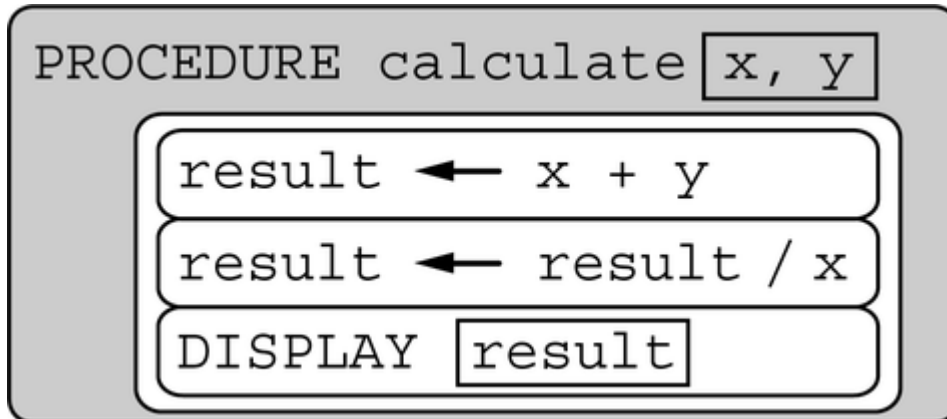 PROCEDURE calculate x, y
result ← x + y
result ← result / x
DISPLAY result